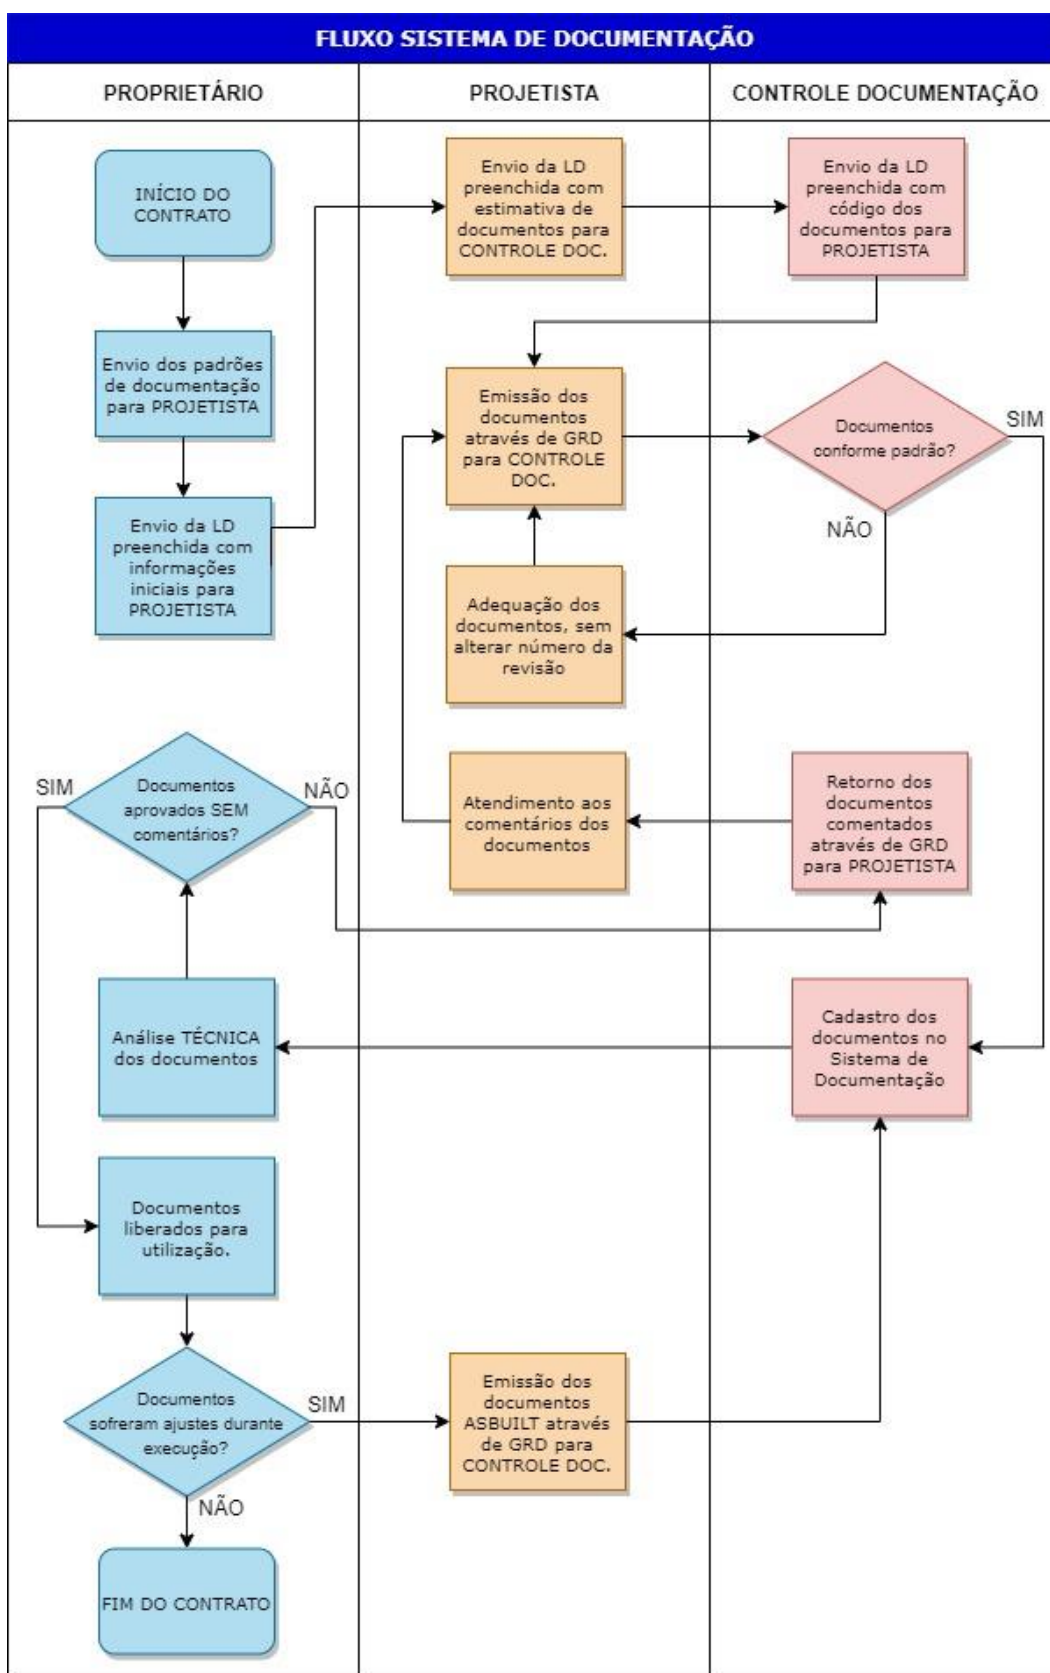 FLUXO SISTEMA DE DOCUMENTAÇÃO
PROPRIETÁRIO
PROJETISTA
CONTROLE DOCUMENTAÇÃO
INÍCIO DO
CONTRATO
Envio da LD
preenchida com
estimativa de
documentos para
CONTROLE DOC.
Envio da LD
preenchida com
código dos
documentos para
PROJETISTA
Envio dos padrões
de documentação
para PROJETISTA
Emissão dos
documentos
através de GRD
para CONTROLE
DOC.
Documentos
conforme padrão?
SIM
NÃO
Envio da LD
preenchida com
informações
iniciais para
PROJETISTA
Adequação dos
documentos, sem
alterar número da
revisão
SIM
Documentos
aprovados SEM
comentários?
NÃO
Atendimento aos
comentários dos
documentos
Retorno dos
documentos
comentados
através de GRD
para PROJETISTA
Análise TÉCNICA
dos documentos
Cadastro dos
documentos no
Sistema de
Documentação
Documentos
liberados para
utilização.
Documentos
sofreram ajustes durante
execução?
SIM
NÃO
Emissão dos
documentos
ASBUILT através
de GRD para
CONTROLE DOC.
FIM DO CONTRATO